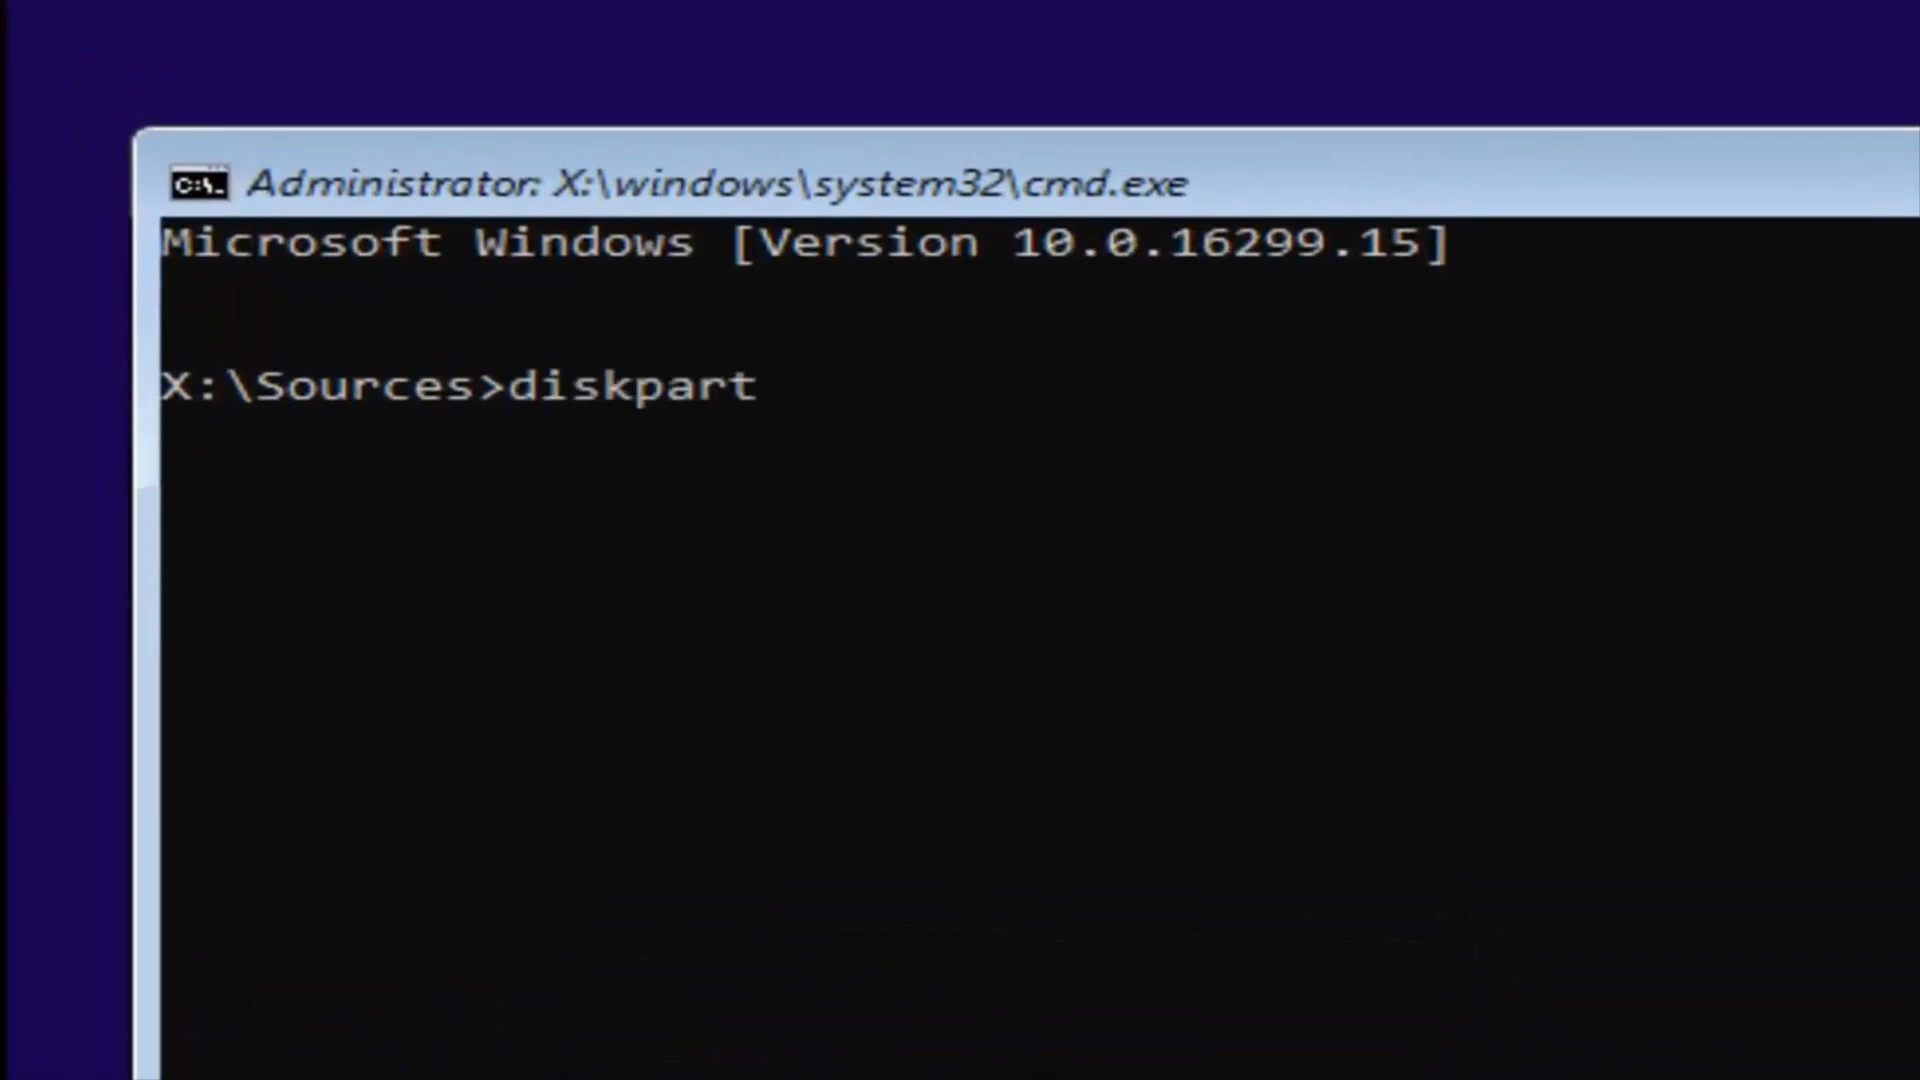 C:\.
Administrator: X:\windows\system32\cmd.exe
Microsoft Windows [Version 10.0.16299.15]
X:\Sources>diskpart